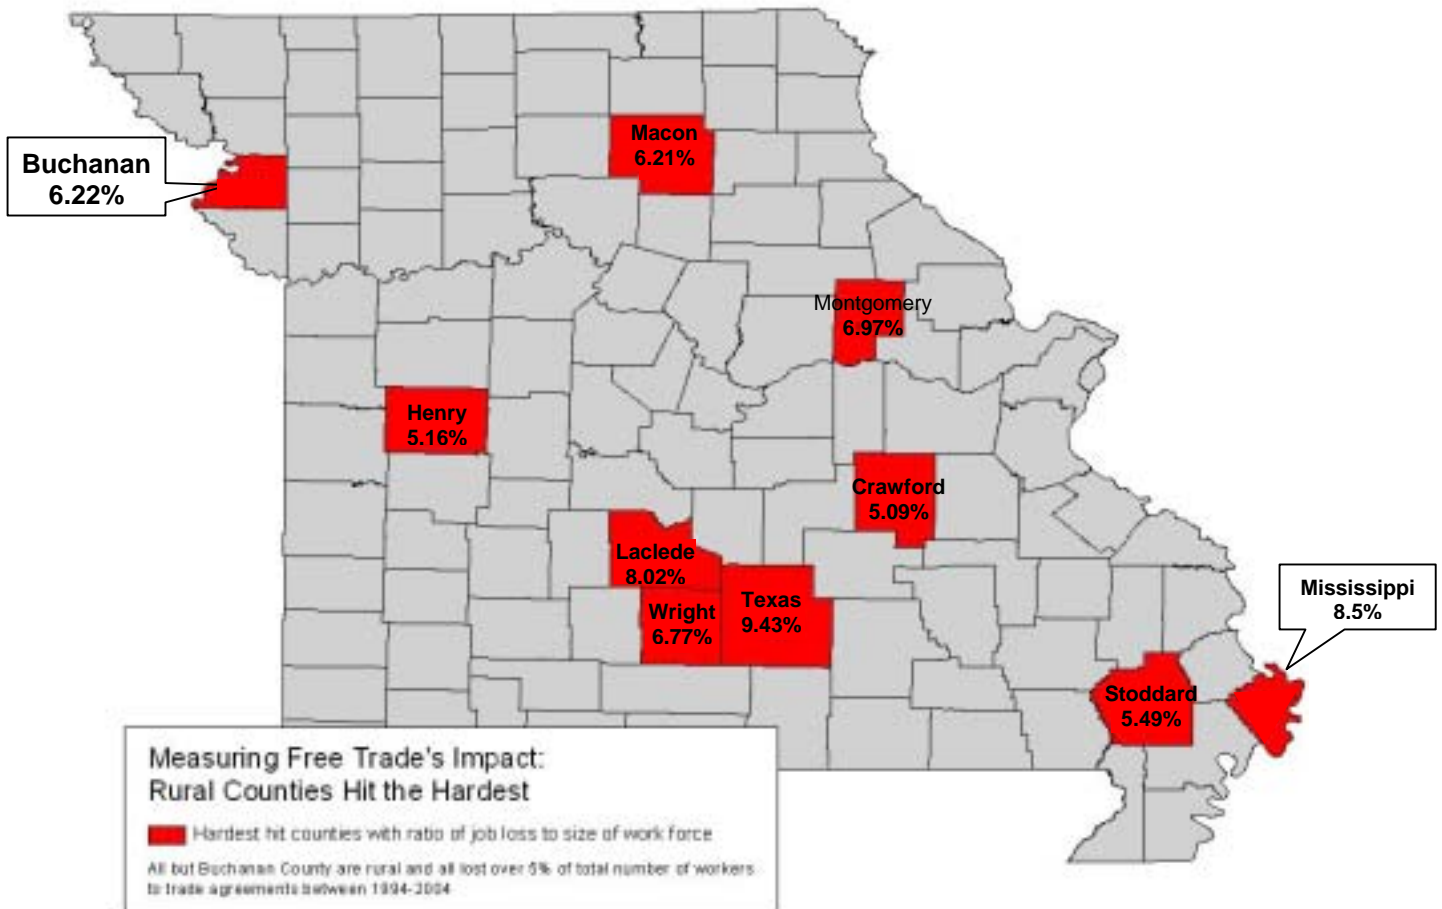 Macon
6.21%
Buchanan
6.22%
Montgomery
6.97%
Henry
5.16%
Crawford
5.09%
Laclede
8.02%
Texas
9.43%
Wright
6.77%
Mississippi
8.5%
Stoddard
5.49%
Measuring Free Trade's Impact:
Rural Counties Hit the Hardest
Hardest hit counties with ratio of job loss to size of work force
All but Buchanan County are rural and all lost over 5% of total number of workers
to trade agreements between 1994-2004